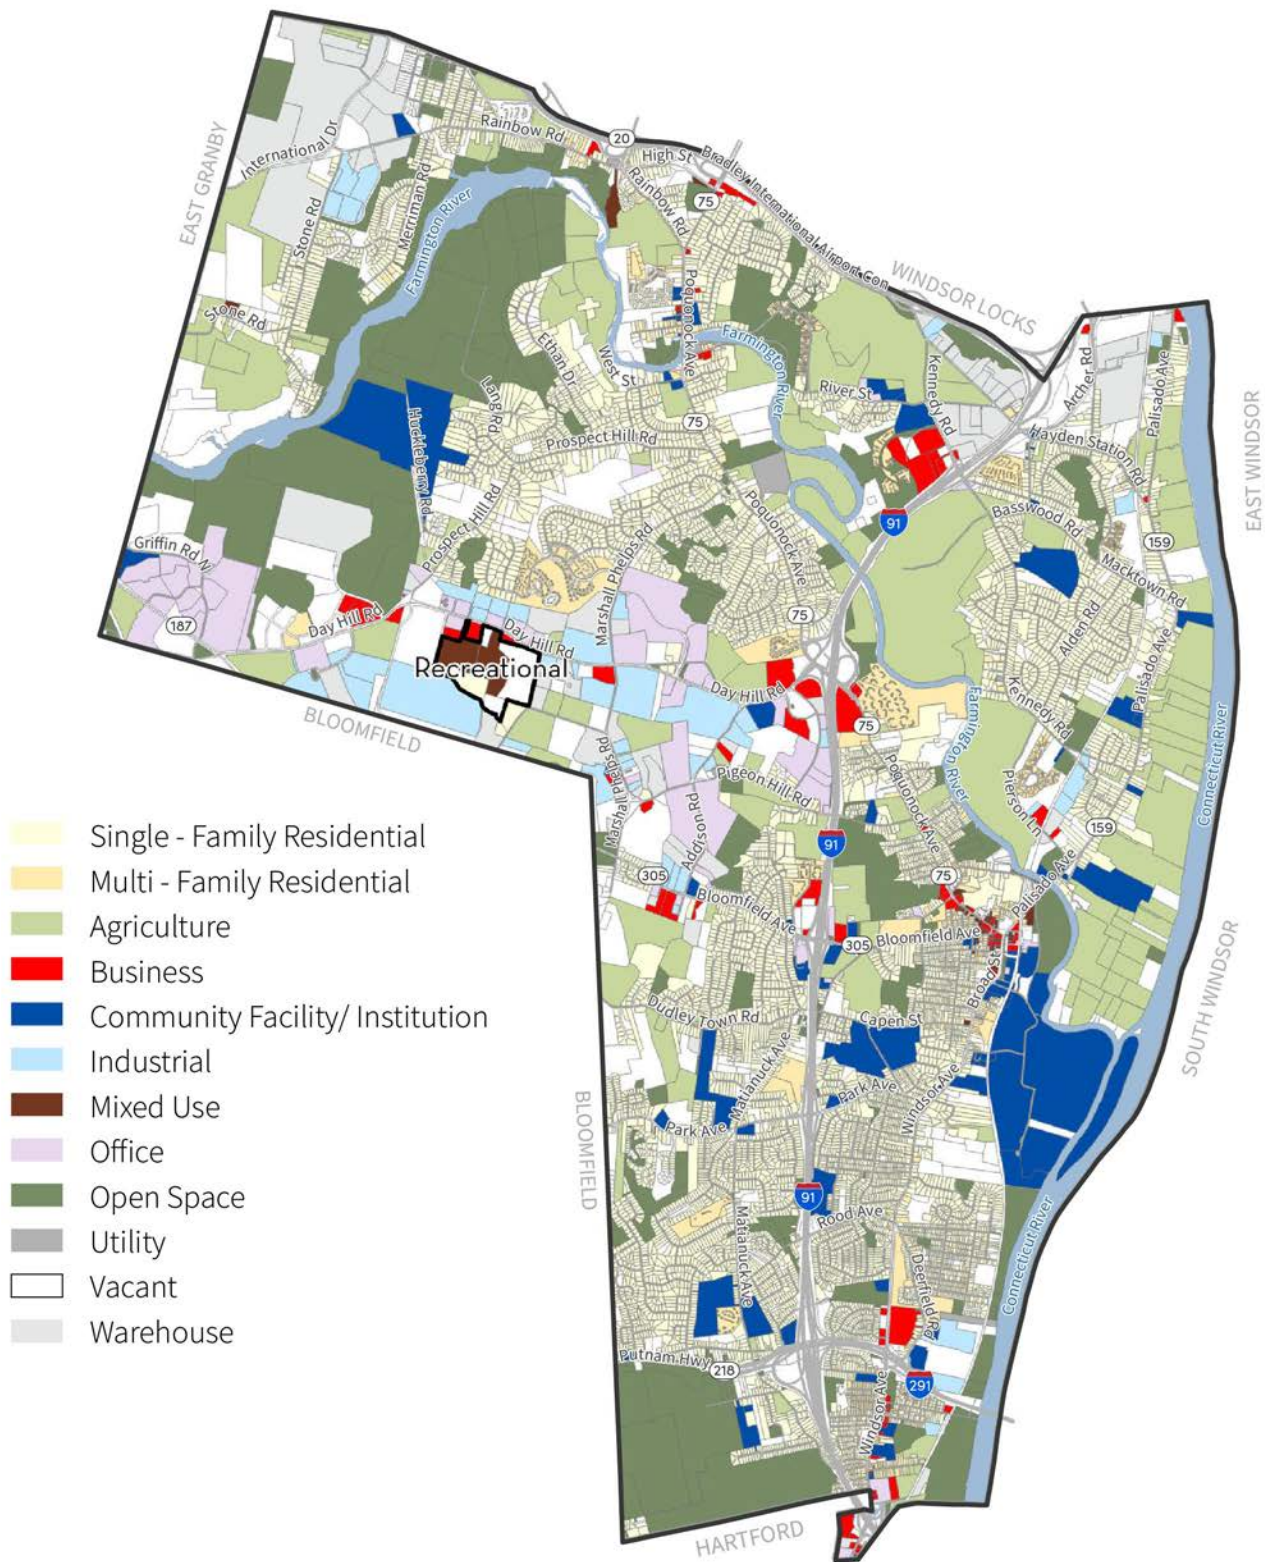 International Dr
Rainbow Rd
20
High St
Bradley International Airport Con
EAST GRANBY
Stone Rd
Merriman Rd
Farmington River
Rainbow Rd
75
WINDSOR LOCKS
Stone Rd
Poquonock Ave
Farmington River
Ethan Dr
West St
Lang Rd
River St
Kennedy Rd
Archer Rd
Palisado Ave
EAST WINDSOR
Huckleberry Rd
Prospect Hill Rd
75
Hayden Station Rd
Prospect Hill Rd
Poquonock Ave
91
Basswood Rd
159
Griffin Rd N
Marshall Phelps Rd
Macktown Rd
187
Day Hill Rd
Day Hill Rd
75
Alden Rd
Recreational
Day Hill Rd
75
Kennedy Rd
Palisado Ave
BLOOMFIELD
Farmington River
Connecticut River
Marshall Phelps Rd
Pigeon Hill Rd
Poquonock Ave
Pierson Ln
Addison Rd
91
159
Single - Family Residential
305
75
Palisado Ave
Multi - Family Residential
Bloomfield Ave
305
Bloomfield Ave
Agriculture
Business
Broad St
SOUTH WINDSOR
Community Facility/ Institution
Dudley Town Rd
Capen St
Industrial
Matianuck Ave
Park Ave
Windsor Ave
Mixed Use
BLOOMFIELD
Park Ave
Office
Open Space
91
Rood Ave
Utility
Matianuck Ave
Deerfield Rd
Connecticut River
Vacant
Warehouse
Putnam Hwy
218
291
Windsor Ave
HARTFORD